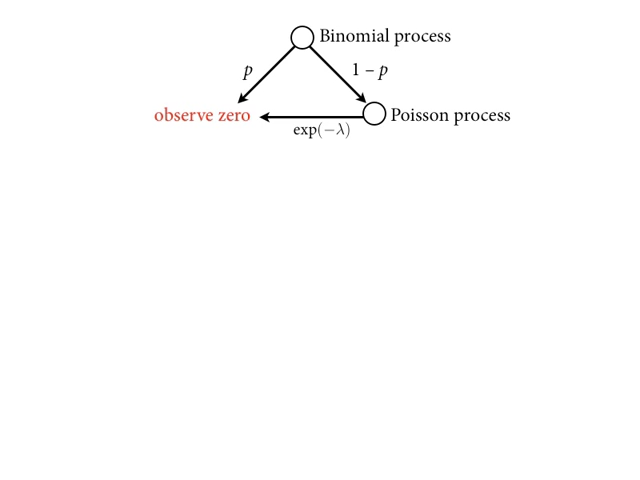 Binomial process
p
1 – p
observe zero
Poisson process
exp(−λ)